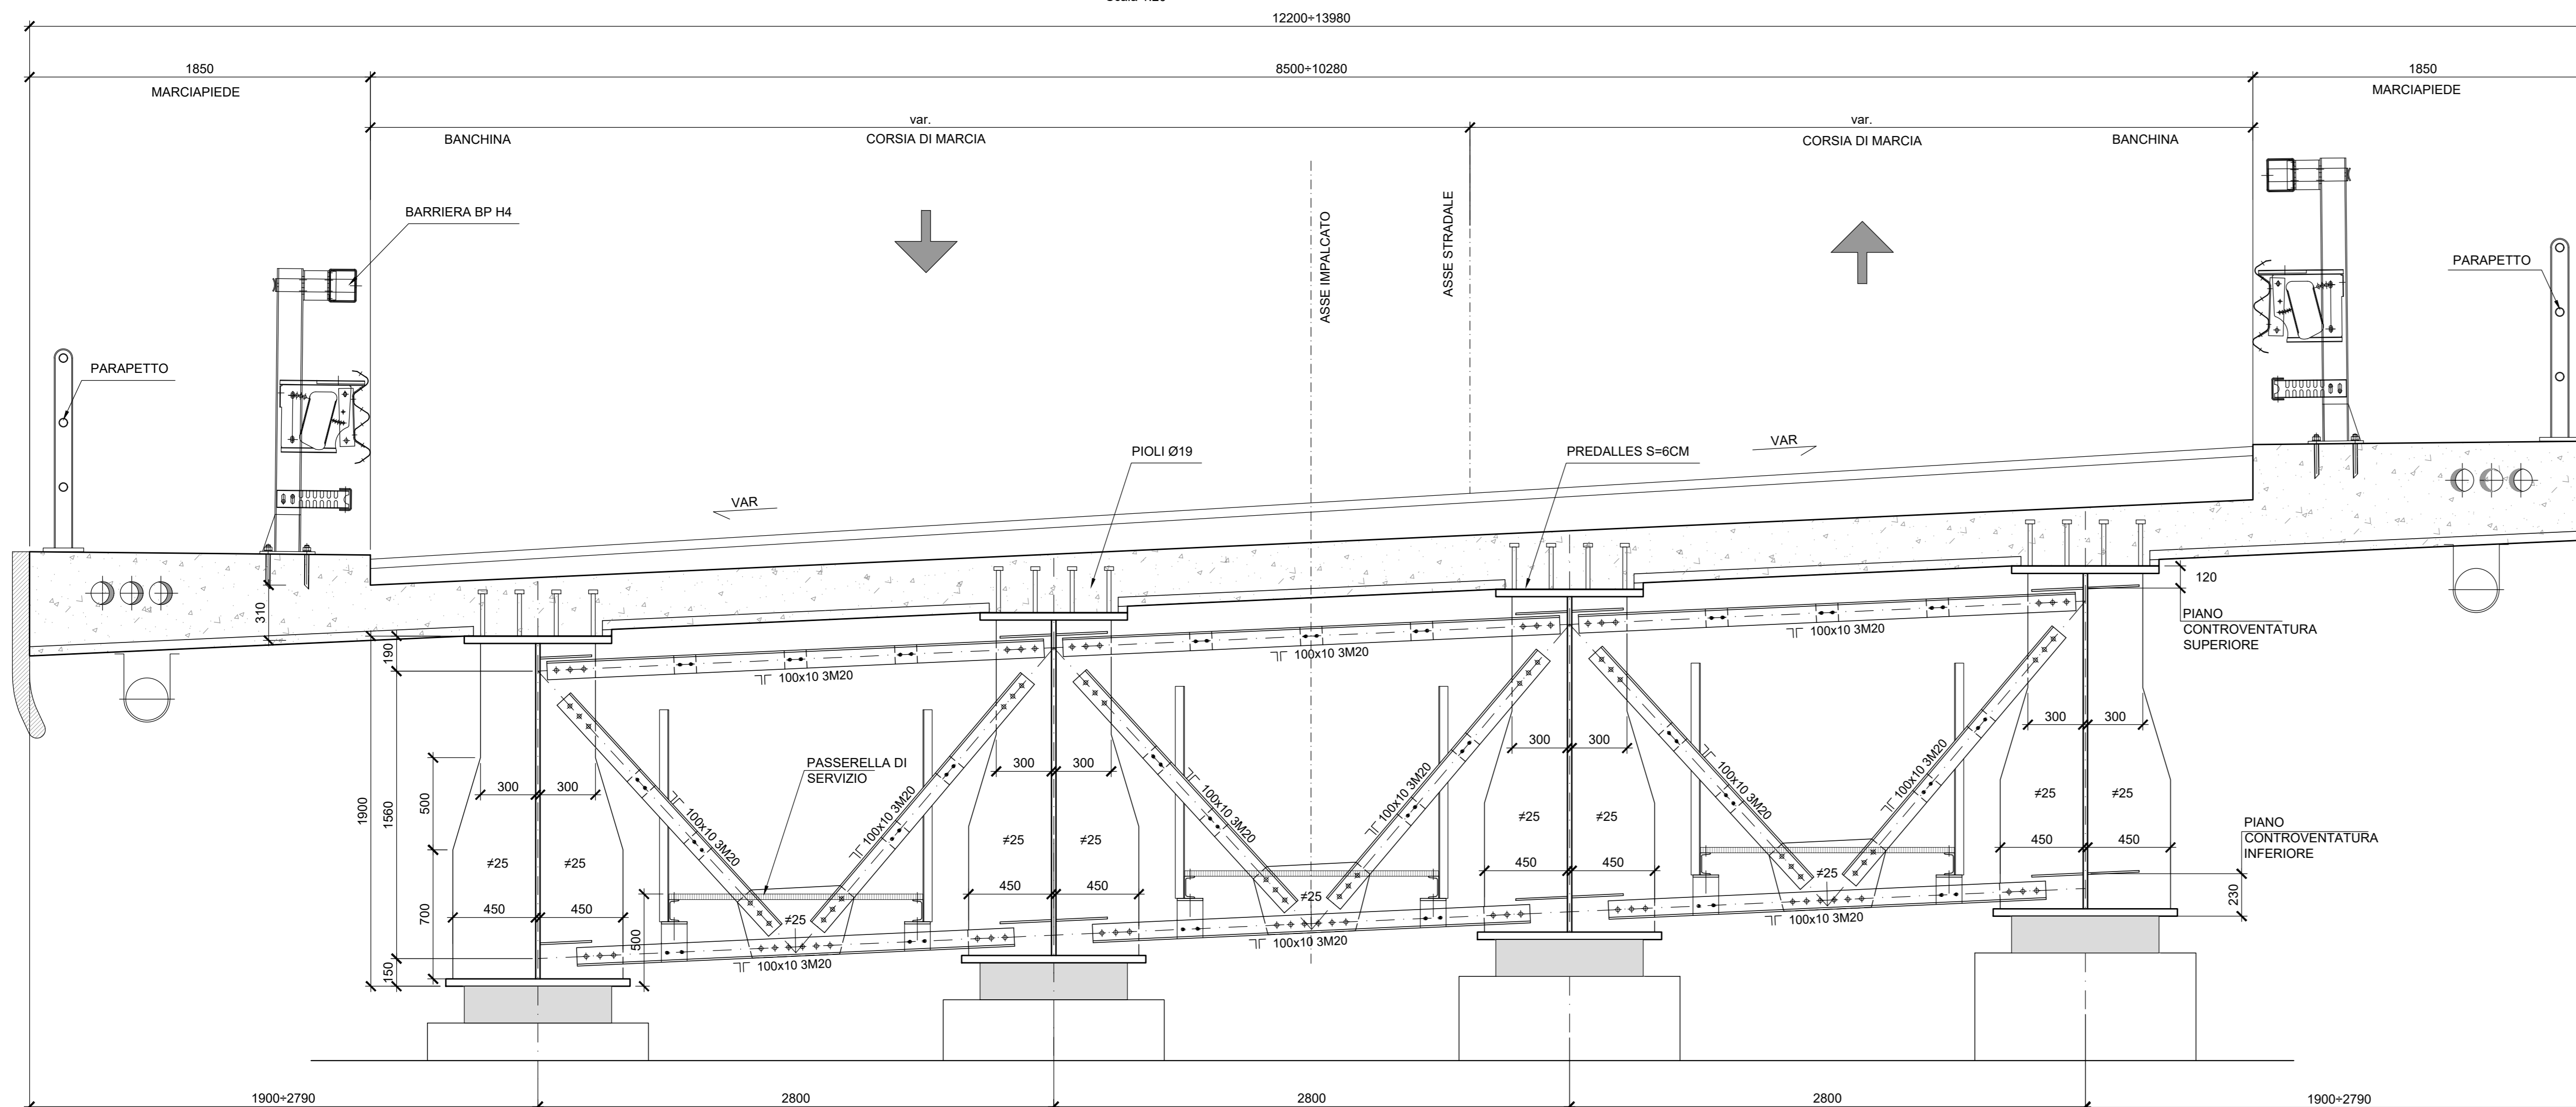 12200÷13980
1850
8500÷10280
1850
MARCIAPIEDE
MARCIAPIEDE
var.
var.
BANCHINA
CORSIA DI MARCIA
CORSIA DI MARCIA
BANCHINA
BARRIERA BP H4
ASSE IMPALCATO
ASSE STRADALE
PARAPETTO
PARAPETTO
PIOLI Ø19
PREDALLES S=6CM
VAR
VAR
310
190
120
PIANO
CONTROVENTATURA
SUPERIORE
100x10 3M20
100x10 3M20
100x10 3M20
PASSERELLA DI
SERVIZIO
300
300
300
300
300
300
300
300
1900
1560
500
700
150
500
100x10 3M20
100x10 3M20
100x10 3M20
100x10 3M20
100x10 3M20
100x10 3M20
≠25
≠25
≠25
≠25
≠25
≠25
≠25
≠25
PIANO
CONTROVENTATURA
INFERIORE
450
450
450
450
450
450
450
450
≠25
≠25
≠25
230
100x10 3M20
100x10 3M20
100x10 3M20
1900÷2790
2800
2800
2800
1900÷2790